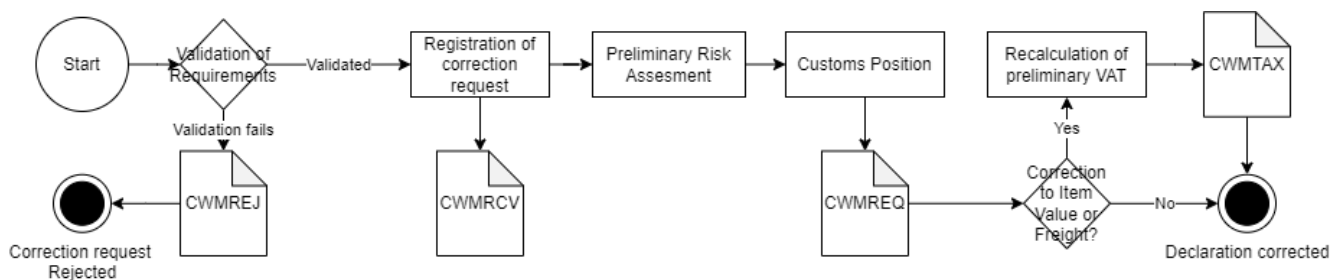 Start
Validation of
Requirements
Validated
Registration of
correction
request
Preliminary Risk
Assesment
Customs Position
Recalculation of
preliminary VAT
CWMTAX
Validation fails
Yes
CWMREJ
CWMRCV
CWMREQ
Correction
to Item
Value or
Freight?
No
Correction request
Rejected
Declaration corrected